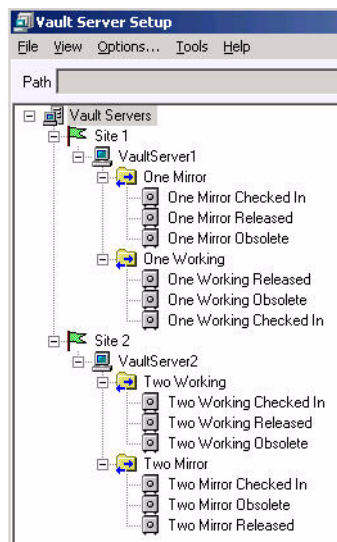 Vault Server Setup
File View Options... Tools Help
Path
Vault Servers
Site 1
VaultServer1
One Mirror
One Mirror Checked In
One Mirror Released
One Mirror Obsolete
One Working
One Working Released
One Working Obsolete
One Working Checked In
Site 2
VaultServer2
Two Working
Two Working Checked In
Two Working Released
Two Working Obsolete
Two Mirror
Two Mirror Checked In
Two Mirror Obsolete
Two Mirror Released